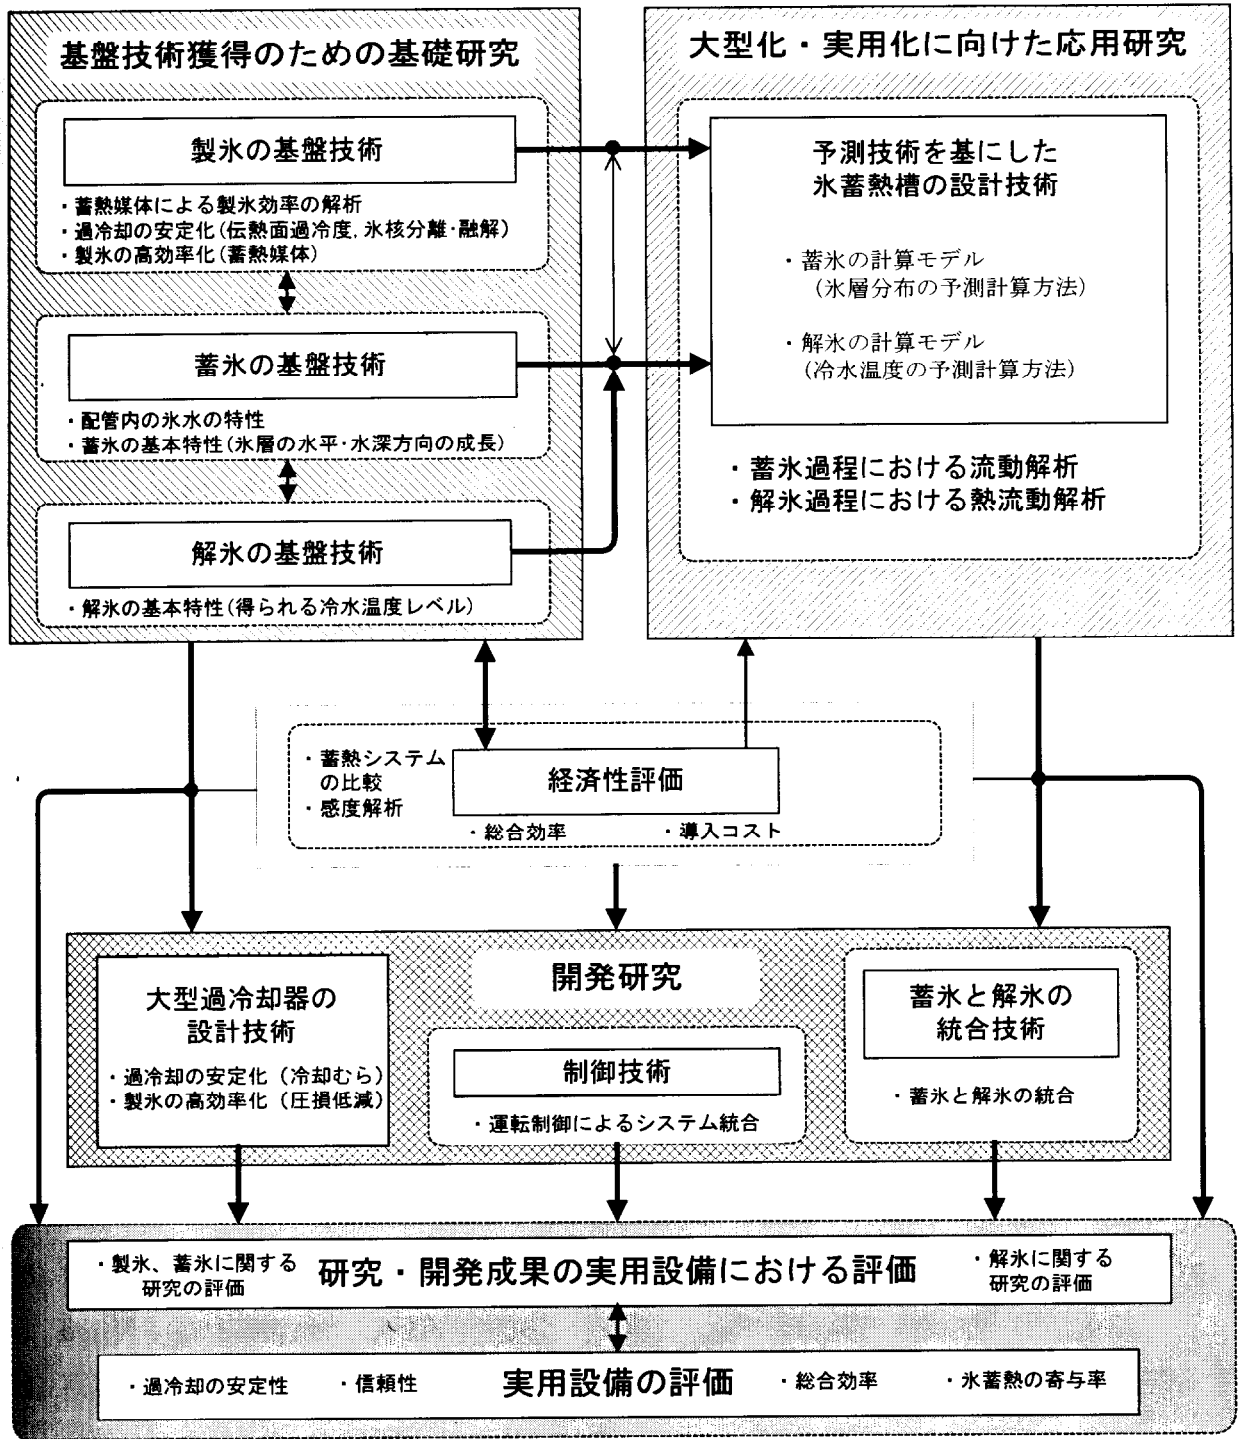 基盤技術獲得のための基礎研究
製氷の基盤技術
・蓄熱媒体による製氷効率の解析
・過冷却の安定化(伝熱面過冷度, 氷核分離・融解)
・製氷の高効率化(蓄熱媒体)
蓄氷の基盤技術
・配管内の氷水の特性
・蓄氷の基本特性(氷層の水平・水深方向の成長)
解氷の基盤技術
・解氷の基本特性(得られる冷水温度レベル)
大型化・実用化に向けた応用研究
予測技術を基にした
氷蓄熱槽の設計技術
・蓄氷の計算モデル
(氷層分布の予測計算方法)
・解氷の計算モデル
(冷水温度の予測計算方法)
・蓄氷過程における流動解析
・解氷過程における熱流動解析
・蓄熱システム
の比較
・感度解析
経済性評価
・総合効率
・導入コスト
開発研究
大型過冷却器の
設計技術
・過冷却の安定化（冷却むら）
・製氷の高効率化（圧損低減）
制御技術
・運転制御によるシステム統合
蓄氷と解氷の
統合技術
・蓄氷と解氷の統合
・製氷、蓄氷に関する
研究の評価
研究・開発成果の実用設備における評価
・解氷に関する
研究の評価
・過冷却の安定性
・信頼性
実用設備の評価
・総合効率
・氷蓄熱の寄与率